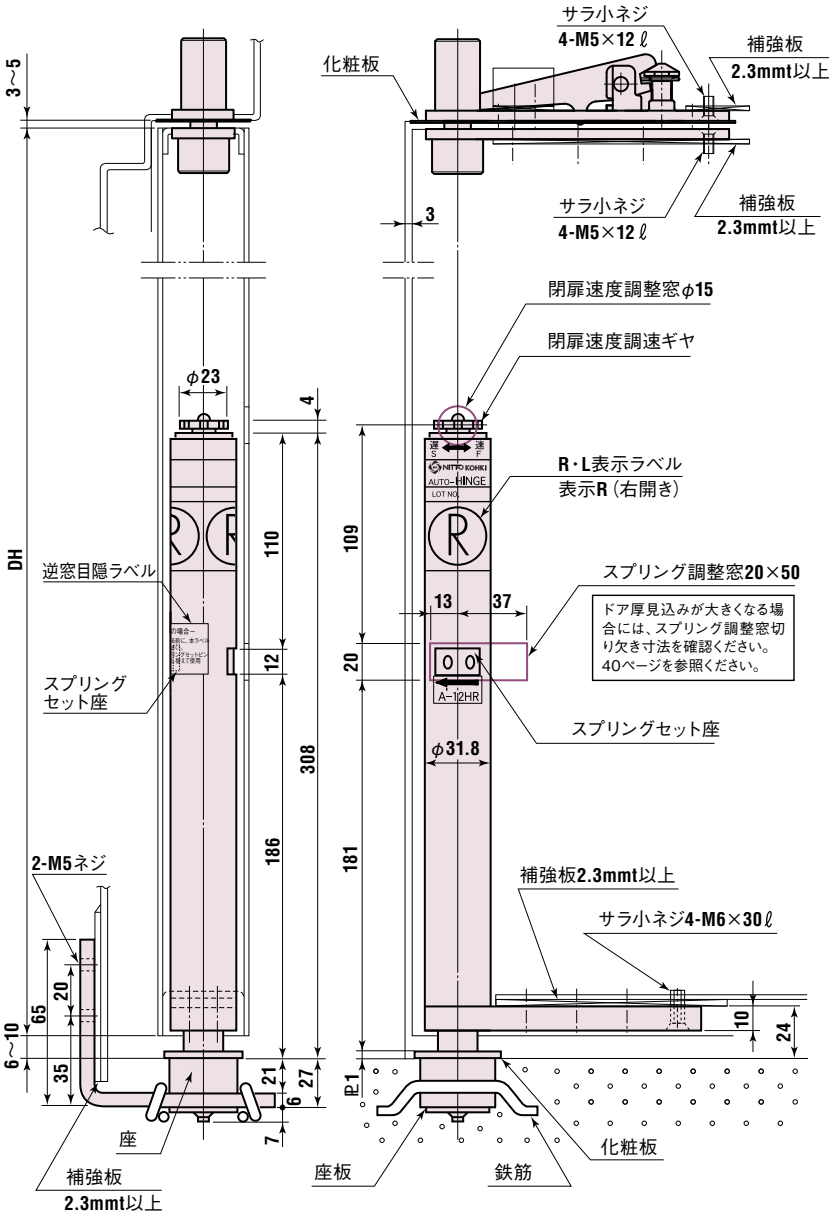 サラ小ネジ
4-M5×12ℓ
補強板
2.3mmt以上
化粧板
3~5
サラ小ネジ
4-M5×12ℓ
補強板
2.3mmt以上
3
閉扉速度調整窓φ15
閉扉速度調速ギヤ
φ23
4
遅 速
S F
NITTO KOHKI
AUTO-HINGE
LOT NO.
R
R
R
R・L表示ラベル
表示R(右開き)
DH
110
109
逆窓目隠ラベル
の場合ー
スプリング
セット座
12
308
186
スプリング調整窓20×50
13
37
20
ドア厚見込みが大きくなる場
合には、スプリング調整窓切
り欠き寸法を確認ください。
40ページを参照ください。
A-12HR
スプリングセット座
φ31.8
181
2-M5ネジ
補強板2.3mmt以上
サラ小ネジ4-M6×30ℓ
65
20
35
6~10
10
24
21
27
6
7
座
補強板
2.3mmt以上
座板
鉄筋
化粧板